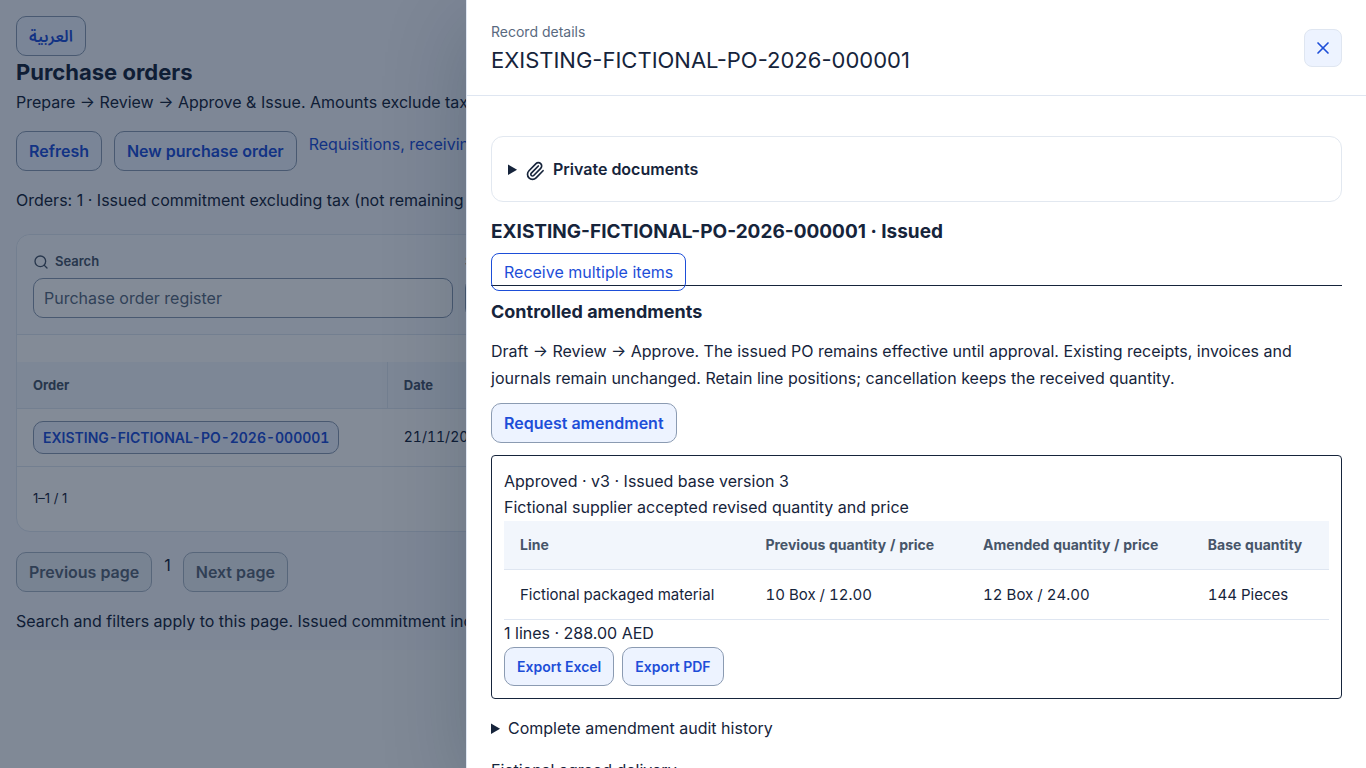 العربية
Purchase orders
Prepare → Review → Approve & Issue. Amounts exclude tax
Refresh
New purchase order
Requisitions, receivin
Orders: 1 · Issued commitment excluding tax (not remaining
Search
Purchase order register
Order
Date
EXISTING-FICTIONAL-PO-2026-000001
21/11/20
1–1 / 1
Previous page
1
Next page
Search and filters apply to this page. Issued commitment in
Record details
EXISTING-FICTIONAL-PO-2026-000001
Private documents
EXISTING-FICTIONAL-PO-2026-000001 · Issued
Receive multiple items
Controlled amendments
Draft → Review → Approve. The issued PO remains effective until approval. Existing receipts, invoices and
journals remain unchanged. Retain line positions; cancellation keeps the received quantity.
Request amendment
Approved · v3 · Issued base version 3
Fictional supplier accepted revised quantity and price
Line
Previous quantity / price
Amended quantity / price
Base quantity
Fictional packaged material
10 Box / 12.00
12 Box / 24.00
144 Pieces
1 lines · 288.00 AED
Export Excel
Export PDF
Complete amendment audit history
Fictional agreed delivery